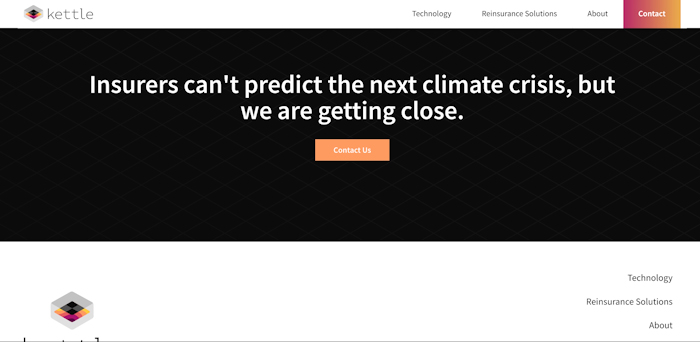 kettle
Technology
Reinsurance Solutions
About
Contact
Insurers can't predict the next climate crisis, but
we are getting close.
Contact Us
Technology
Reinsurance Solutions
About